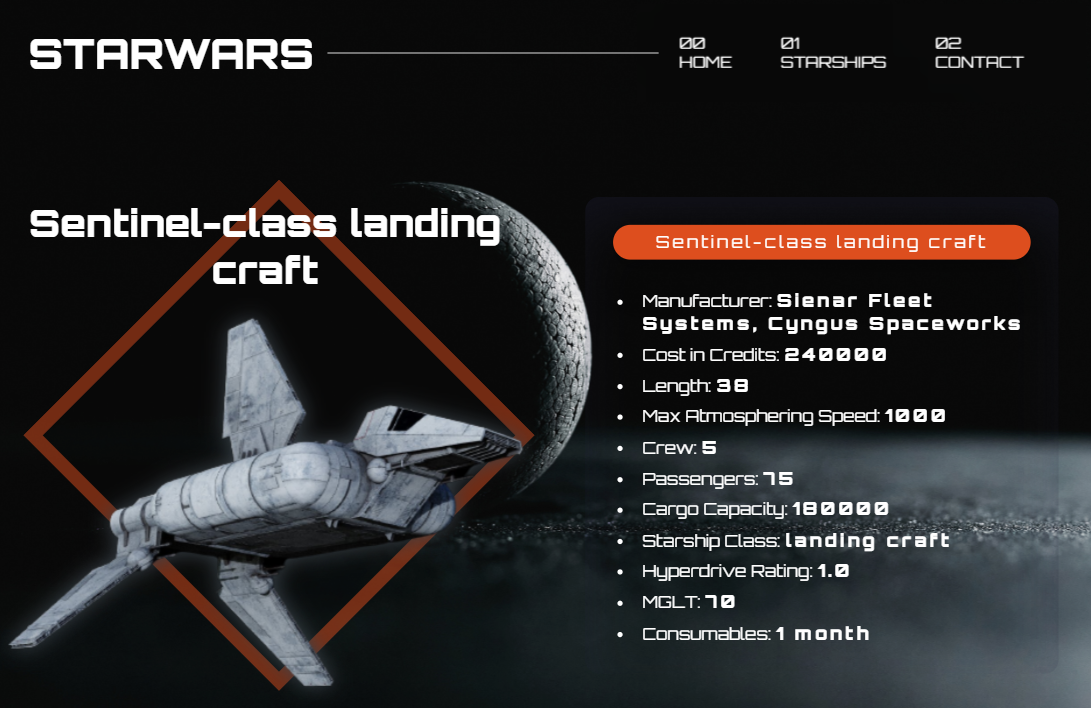 STARWARS
00
HOME
01
STARSHIPS
02
CONTACT
Sentinel-class landing
craft
Sentinel-class landing craft
Manufacturer: Sienar Fleet
Systems, Cyngus Spaceworks
Cost in Credits: 240000
Length: 38
Max Atmosphering Speed: 1000
Crew: 5
Passengers: 75
Cargo Capacity: 180000
Starship Class: landing craft
Hyperdrive Rating: 1.0
MGLT: 70
Consumables: 1 month